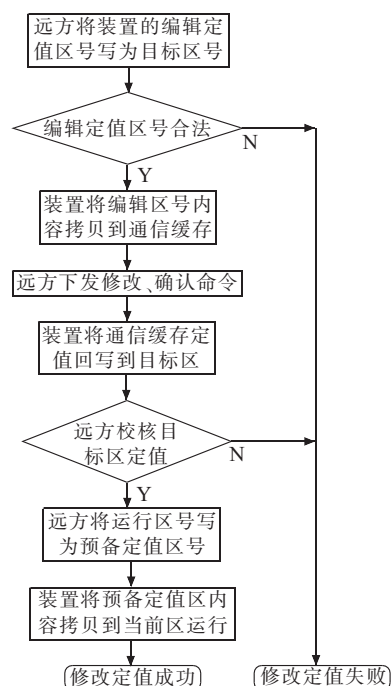 远方将装置的编辑定
值区号写为目标区号
编辑定值区号合法
N
Y
装置将编辑区号内
容拷贝到通信缓存
远方下发修改、确认命令
装置将通信缓存定
值回写到目标区
远方校核目
标区定值
N
Y
远方将运行区号写
为预备定值区号
装置将预备定值区内
容拷贝到当前区运行
修改定值成功
修改定值失败